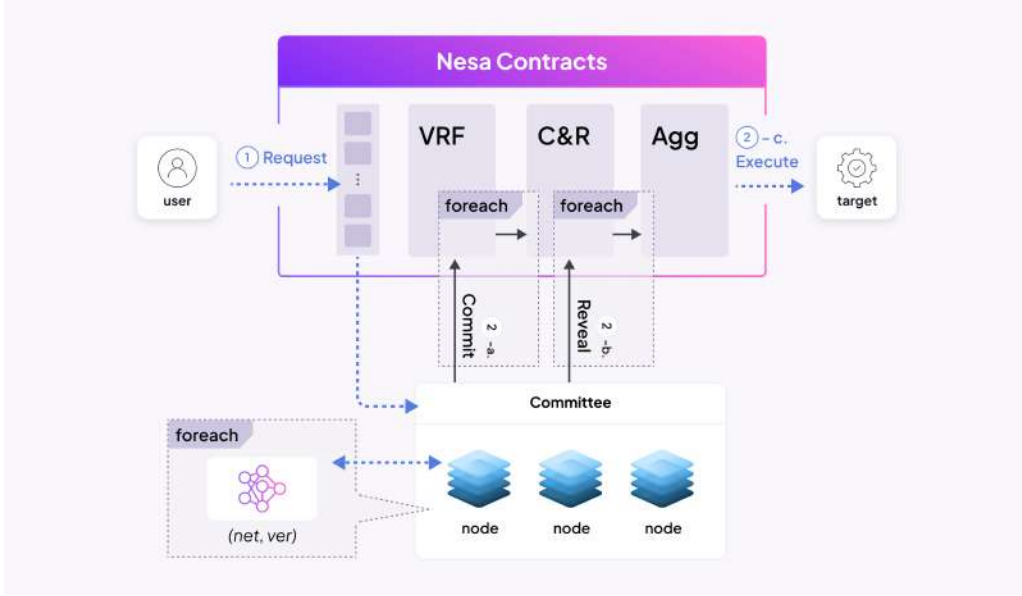 Nesa Contracts
VRF
C&R
Agg
1 Request
2 - c.
Execute
user
target
foreach
foreach
Commit
2 -a.
Reveal
2 -b.
Committee
foreach
(net, ver)
node
node
node